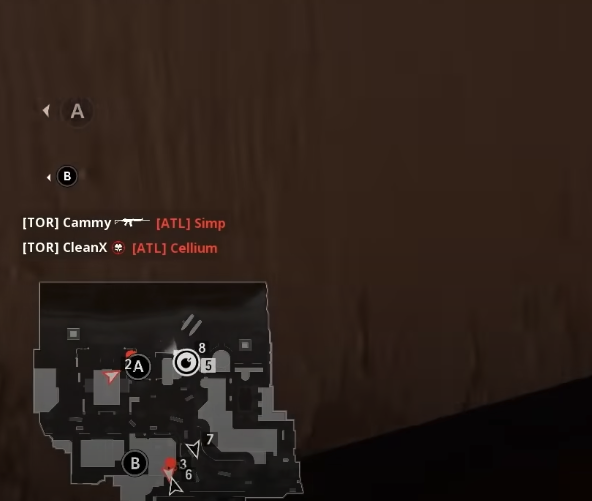 A
B
[TOR] Cammy [ATL] Simp
[TOR] CleanX [ATL] Cellium
8
2 A 5
7
B 3
6